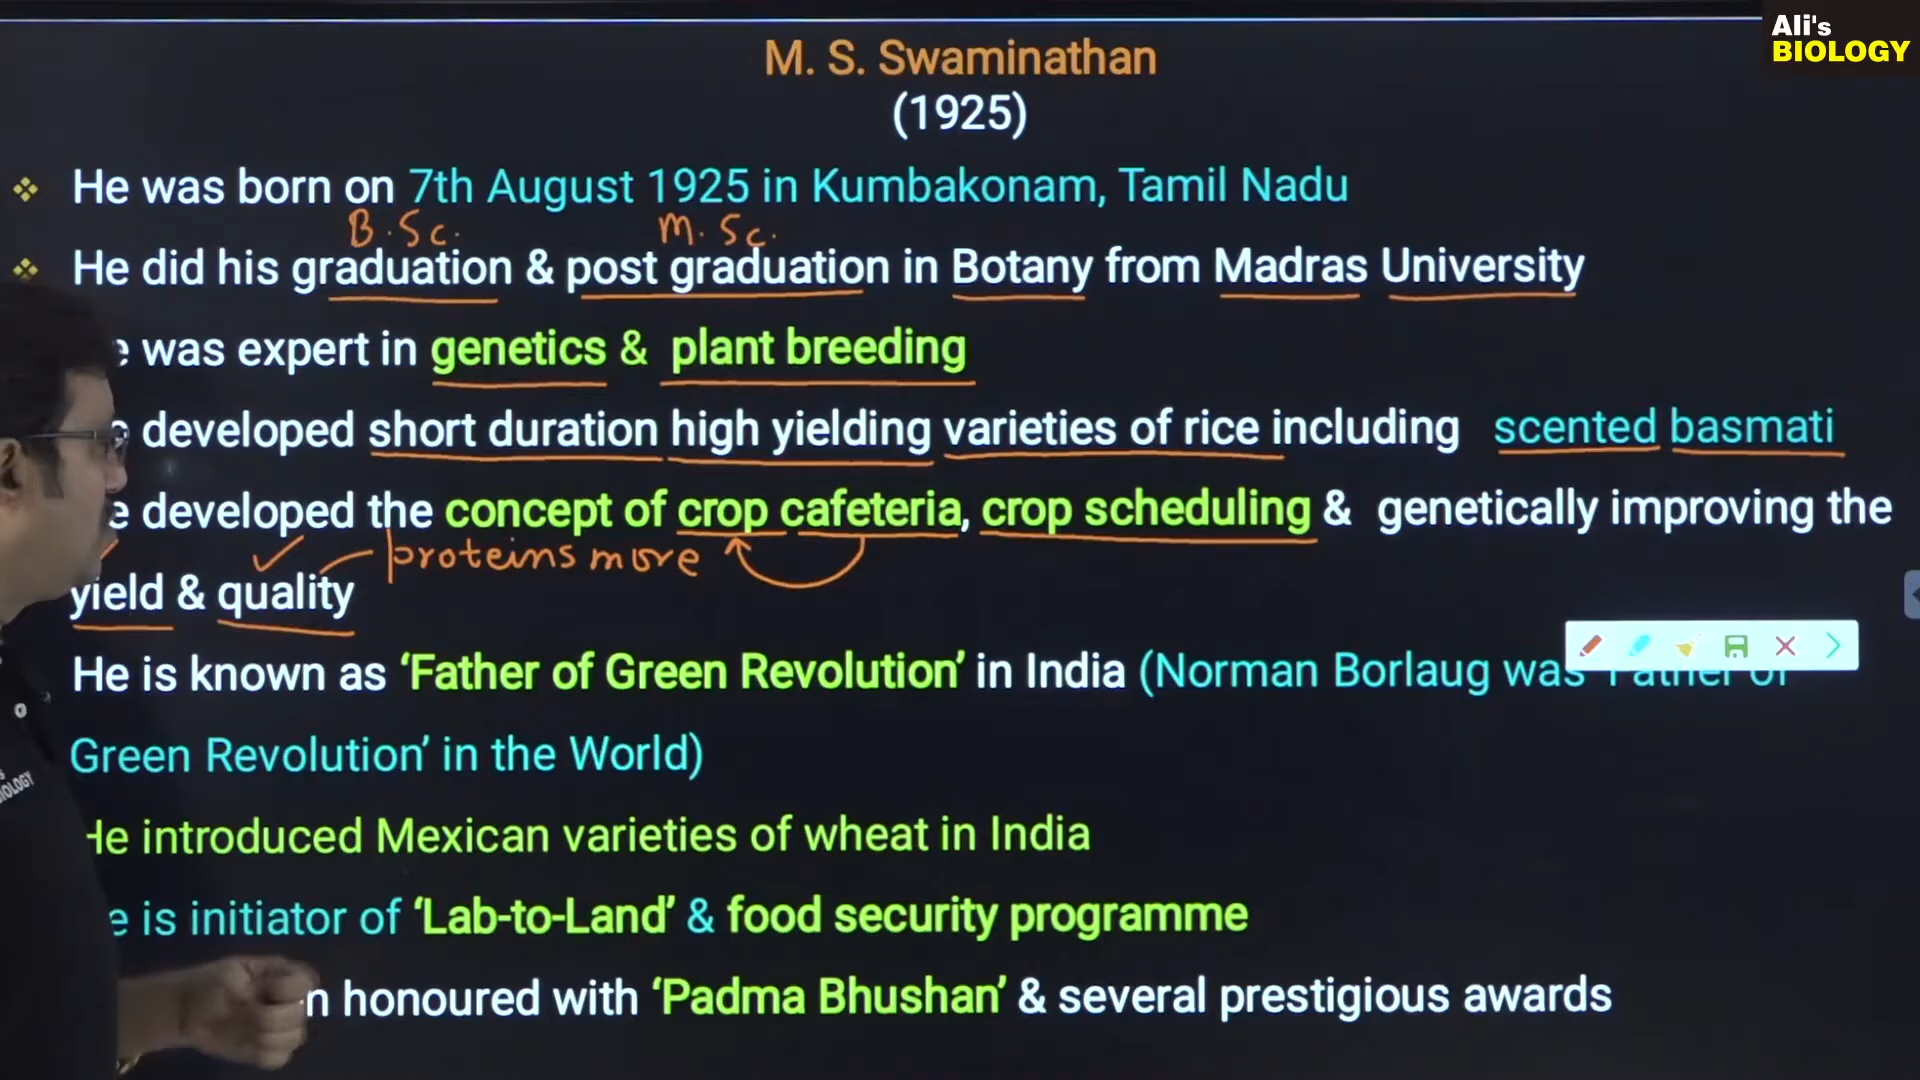 Ali's
BIOLOGY
M. S. Swaminathan
(1925)
He was born on 7th August 1925 in Kumbakonam, Tamil Nadu
B.Sc. M. Sc.
He did his graduation & post graduation in Botany from Madras University
e was expert in genetics & plant breeding
e developed short duration high yielding varieties of rice including scented basmati
e developed the concept of crop cafeteria, crop scheduling & genetically improving the
proteins more
yield & quality
He is known as ‘Father of Green Revolution’ in India (Norman Borlaug was ‘Father of
Green Revolution’ in the World)
He introduced Mexican varieties of wheat in India
e is initiator of ‘Lab-to-Land’ & food security programme
n honoured with ‘Padma Bhushan’ & several prestigious awards
BIOLOGY